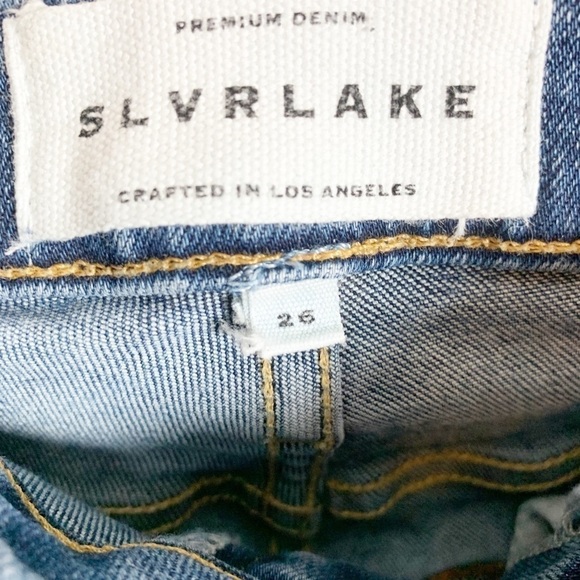 PREMIUM DENIM
SLVRLAKE
CRAFTED IN LOS ANGELES
26